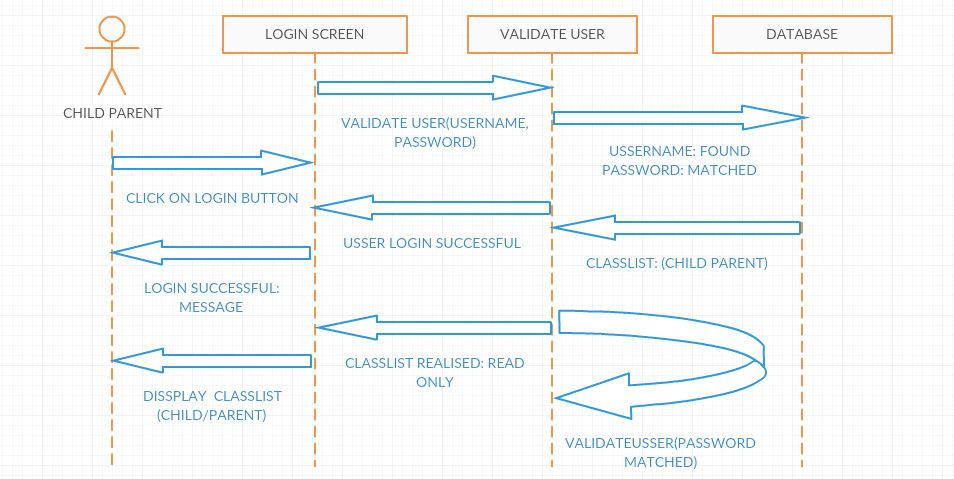 LOGIN SCREEN
VALIDATE USER
DATABASE
CHILD PARENT
VALIDATE USER(USERNAME,
PASSWORD)
USSERNAME: FOUND
PASSWORD: MATCHED
CLICK ON LOGIN BUTTON
USSER LOGIN SUCCESSFUL
CLASSLIST: (CHILD PARENT)
LOGIN SUCCESSFUL:
MESSAGE
CLASSLIST REALISED: READ
ONLY
DISSPLAY CLASSLIST
(CHILD/PARENT)
VALIDATEUSSER(PASSWORD
MATCHED)